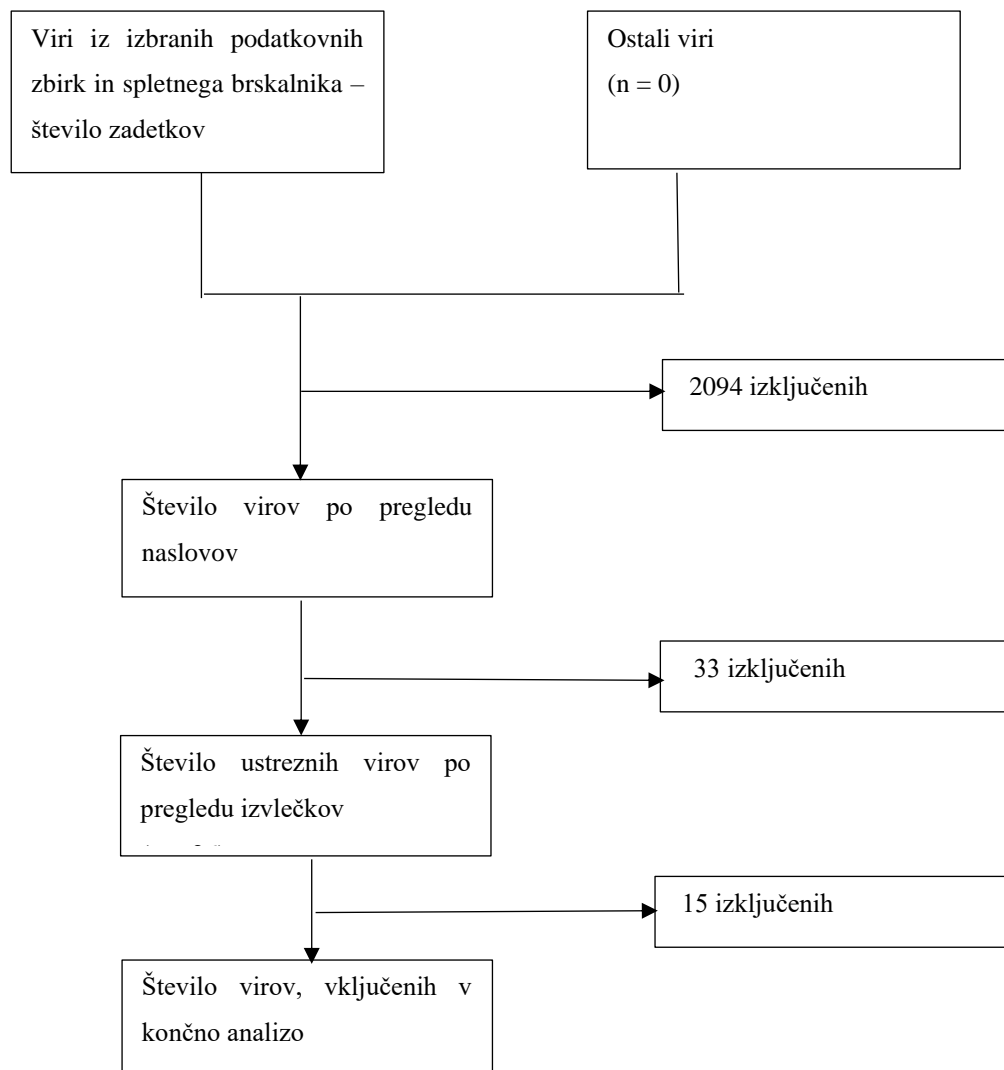 Viri iz izbranih podatkovnih
zbirk in spletnega brskalnika –
število zadetkov
Ostali viri
(n = 0)
2094 izključenih
Število virov po pregledu
naslovov
33 izključenih
Število ustreznih virov po
pregledu izvlečkov
15 izključenih
Število virov, vključenih v
končno analizo